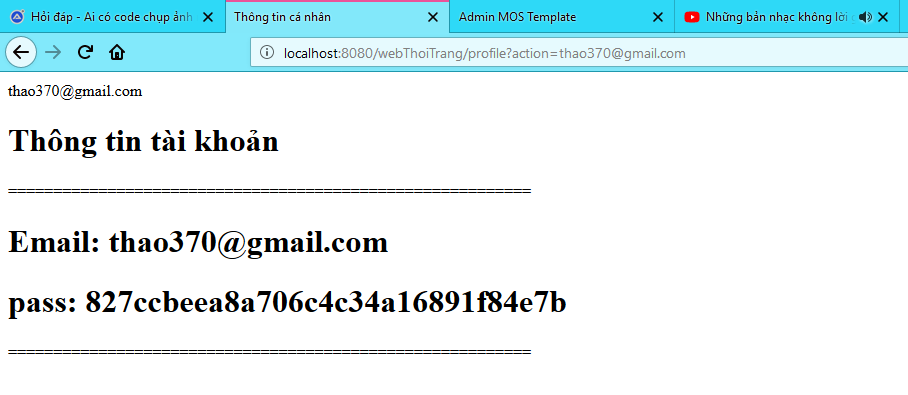 Hỏi đáp - Ai có code chụp ảnh
Thông tin cá nhân
Admin MOS Template
Những bản nhạc không lời
localhost:8080/webThoiTrang/profile?action=thao370@gmail.com
thao370@gmail.com
Thông tin tài khoản
==========================================================
Email: thao370@gmail.com
pass: 827ccbeea8a706c4c34a16891f84e7b
==========================================================